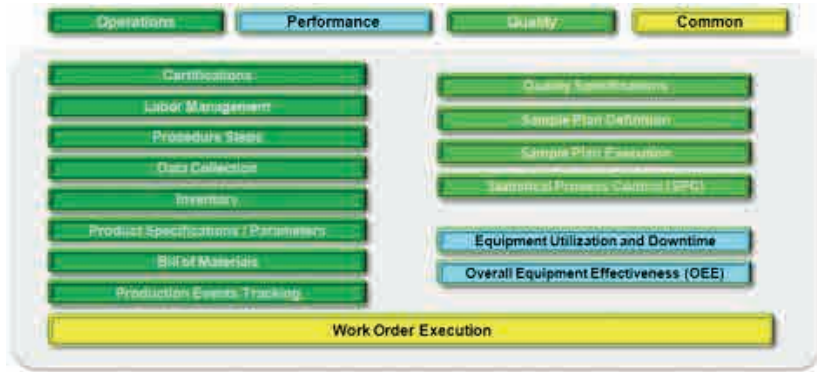 Operations
Performance
Quality
Common
Certifications
Labor Management
Procedure Steps
Data Collection
Inventory
Product Specifications / Parameters
Bill of Materials
Production Events Tracking
Quality Specifications
Sample Plan Definition
Sample Plan Execution
Statistical Process Control (SPC)
Equipment Utilization and Downtime
Overall Equipment Effectiveness (OEE)
Work Order Execution